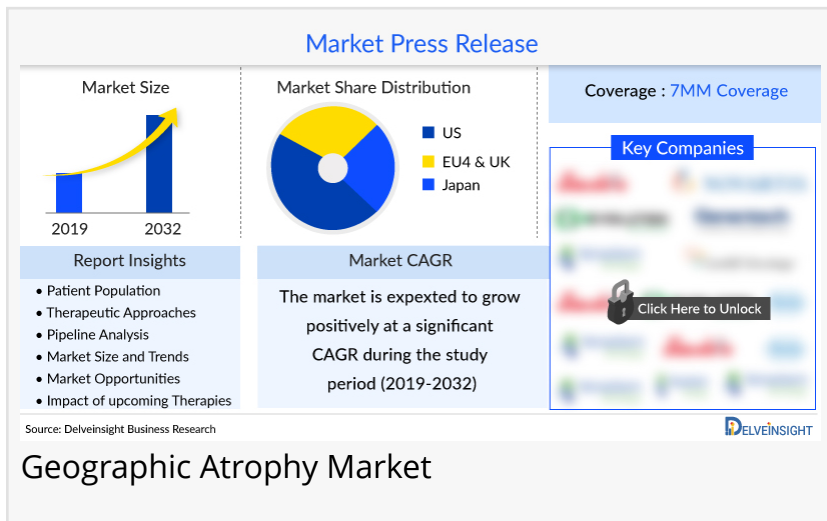 Market Press Release
Market Size
2019
2032
Market Share Distribution
US
EU4 & UK
Japan
Coverage : 7MM Coverage
Key Companies
Click Here to Unlock
Report Insights
• Patient Population
• Therapeutic Approaches
• Pipeline Analysis
• Market Size and Trends
• Market Opportunities
• Impact of upcoming Therapies
Market CAGR
The market is expexted to grow
positively at a significant
CAGR during the study
period (2019-2032)
Source: Delveinsight Business Research
DELVEINSIGHT
Geographic Atrophy Market